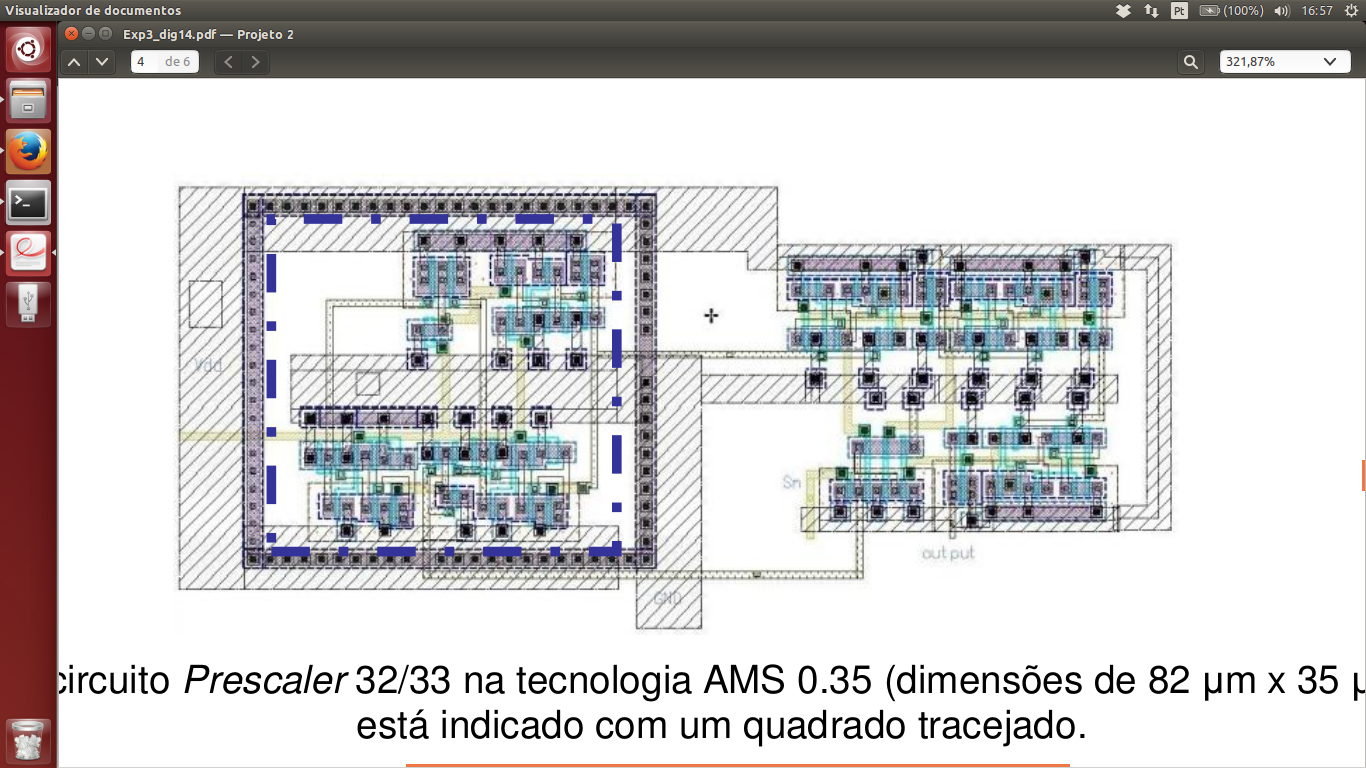 Visualizador de documentos
Pt
(100%)
16:57
Exp3_dig14.pdf — Projeto 2
4
de 6
321,87%
Vdd
Sn
output
GND
circuito Prescaler 32/33 na tecnologia AMS 0.35 (dimensões de 82 µm x 35 µ
está indicado com um quadrado tracejado.